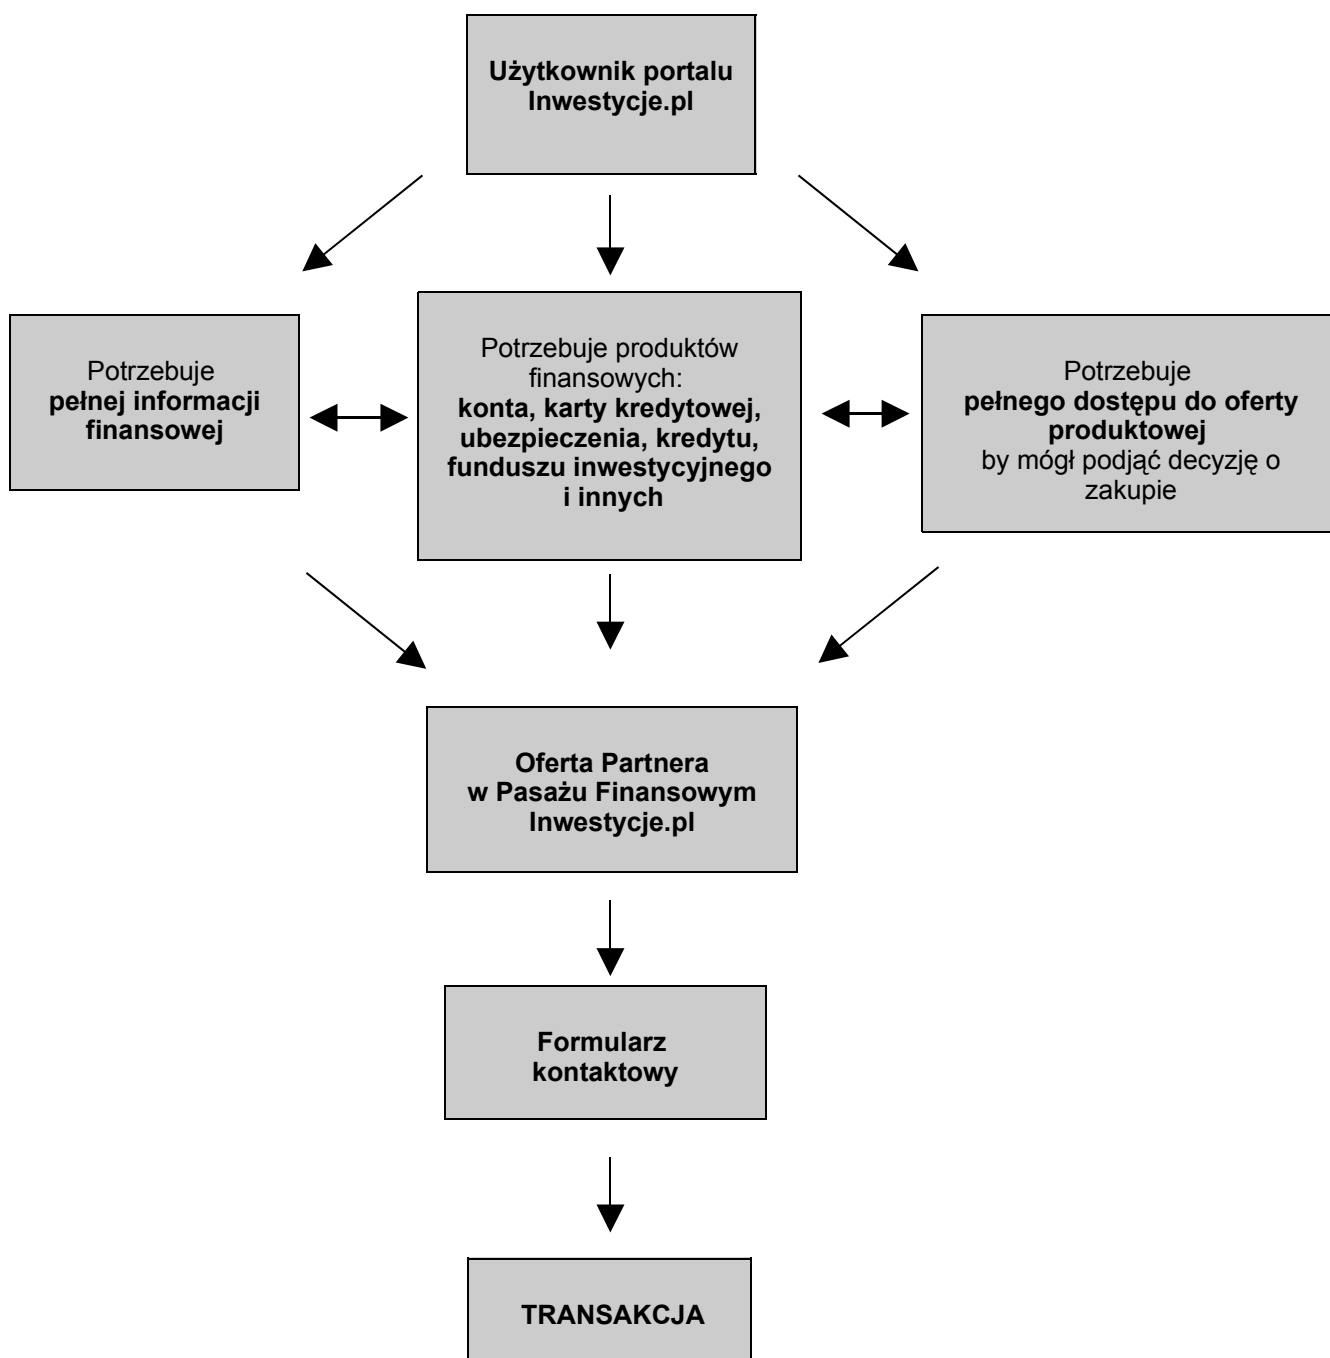 Użytkownik portalu
Inwestycje.pl
Potrzebuje
pełnej informacji
finansowej
Potrzebuje produktów
finansowych:
konta, karty kredytowej,
ubezpieczenia, kredytu,
funduszu inwestycyjnego
i innych
Potrzebuje
pełnego dostępu do oferty
produktowej
by mógł podjąć decyzję o
zakupie
Oferta Partnera
w Pasażu Finansowym
Inwestycje.pl
Formularz
kontaktowy
TRANSAKCJA